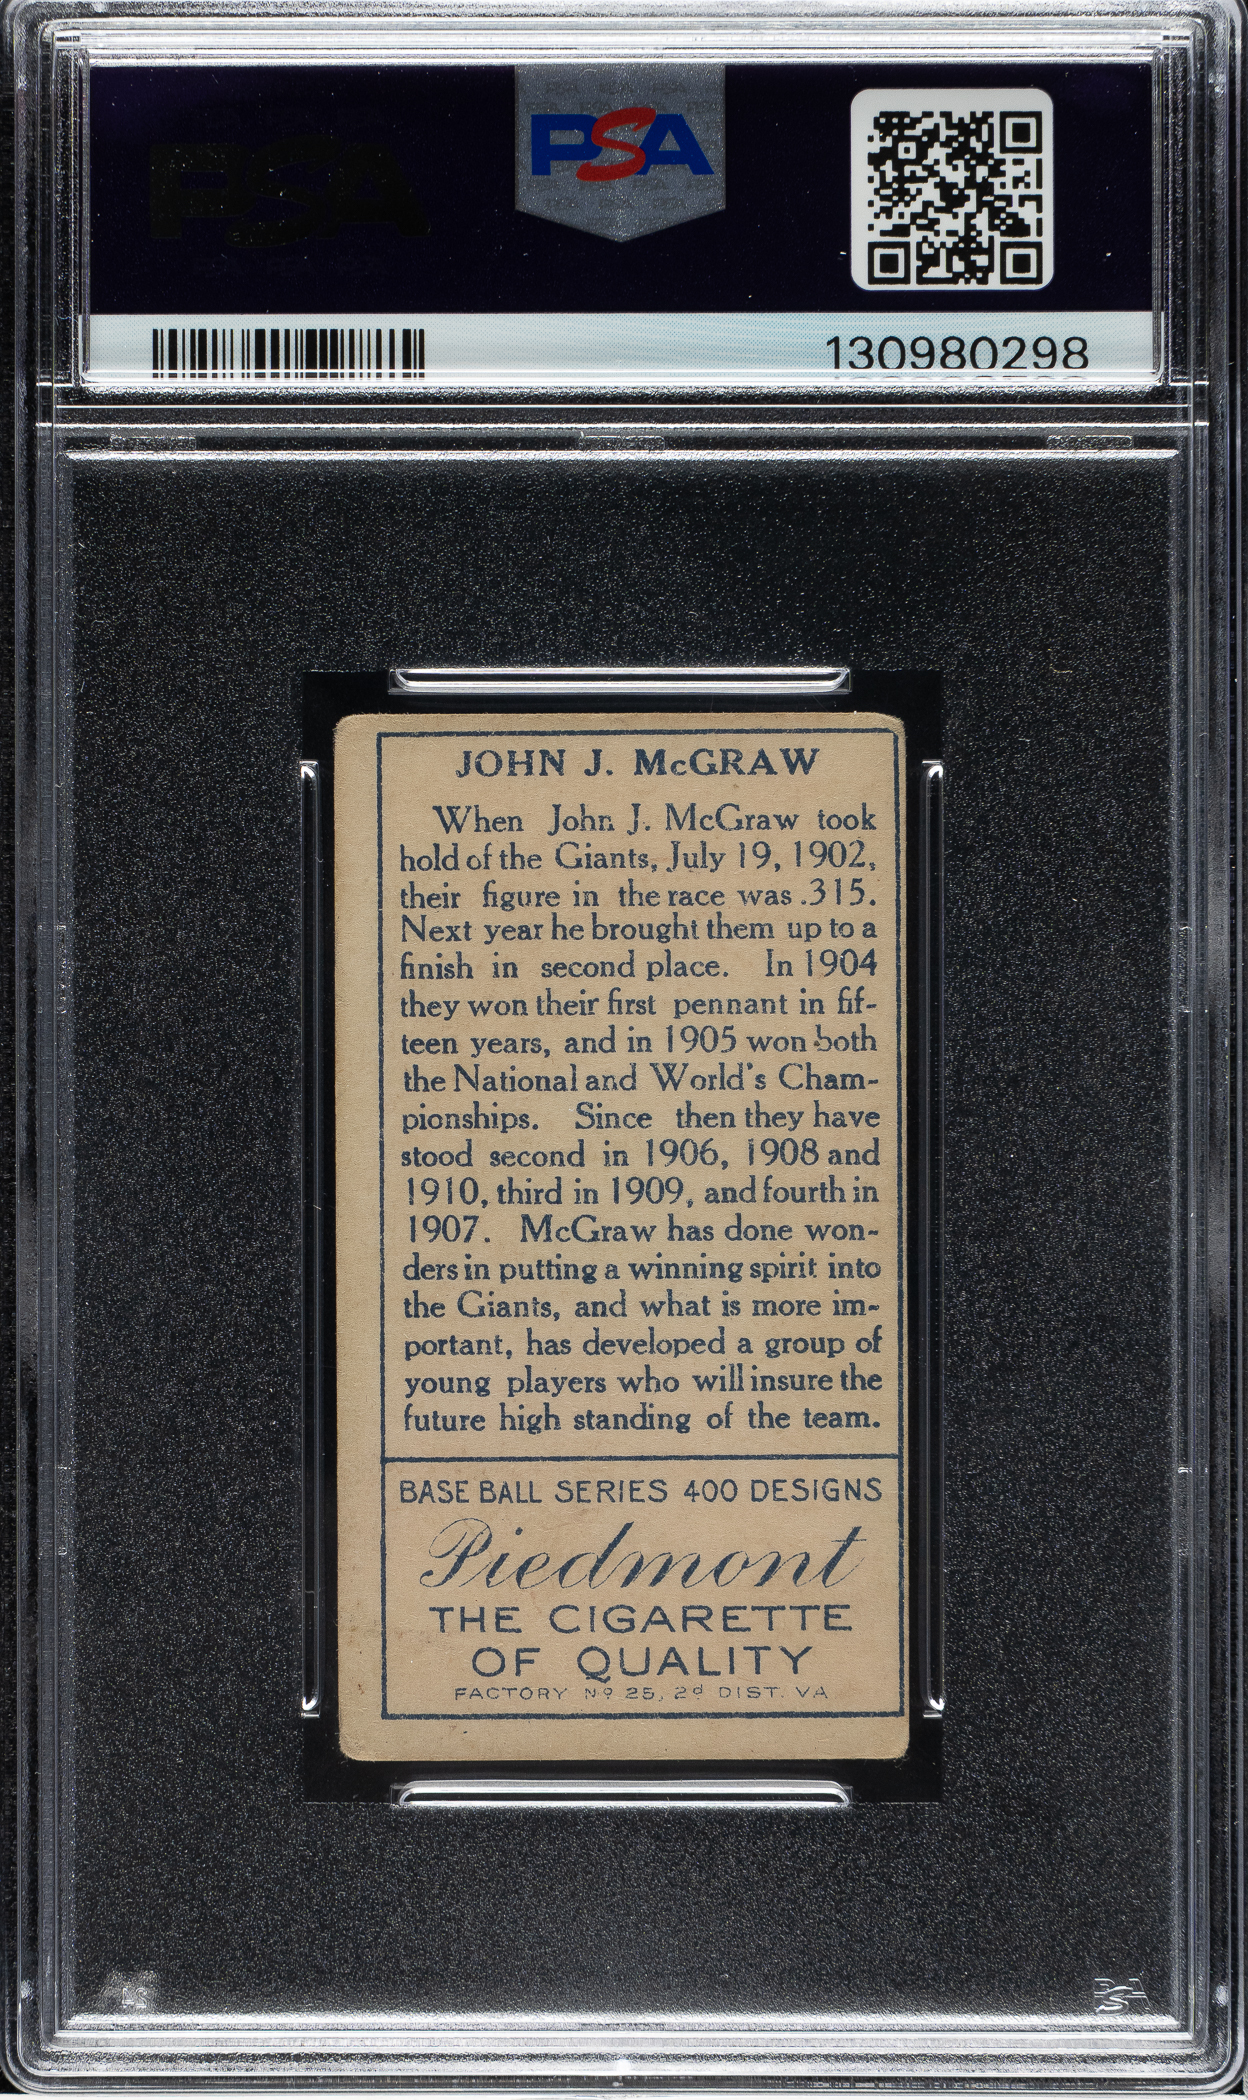 PSA
PSA
130980298
JOHN J. McGRAW
When John J. McGraw took
hold of the Giants, July 19, 1902,
their figure in the race was .315.
Next year he brought them up to a
finish in second place. In 1904
they won their first pennant in fif-
teen years, and in 1905 won both
the National and World's Cham-
pionships. Since then they have
stood second in 1906, 1908 and
1910, third in 1909, and fourth in
1907. McGraw has done won-
ders in putting a winning spirit into
the Giants, and what is more im-
portant, has developed a group of
young players who will insure the
future high standing of the team.
BASE BALL SERIES 400 DESIGNS
Piedmont
THE CIGARETTE
OF QUALITY
FACTORY Nº 25, 2d DIST. VA
PSA